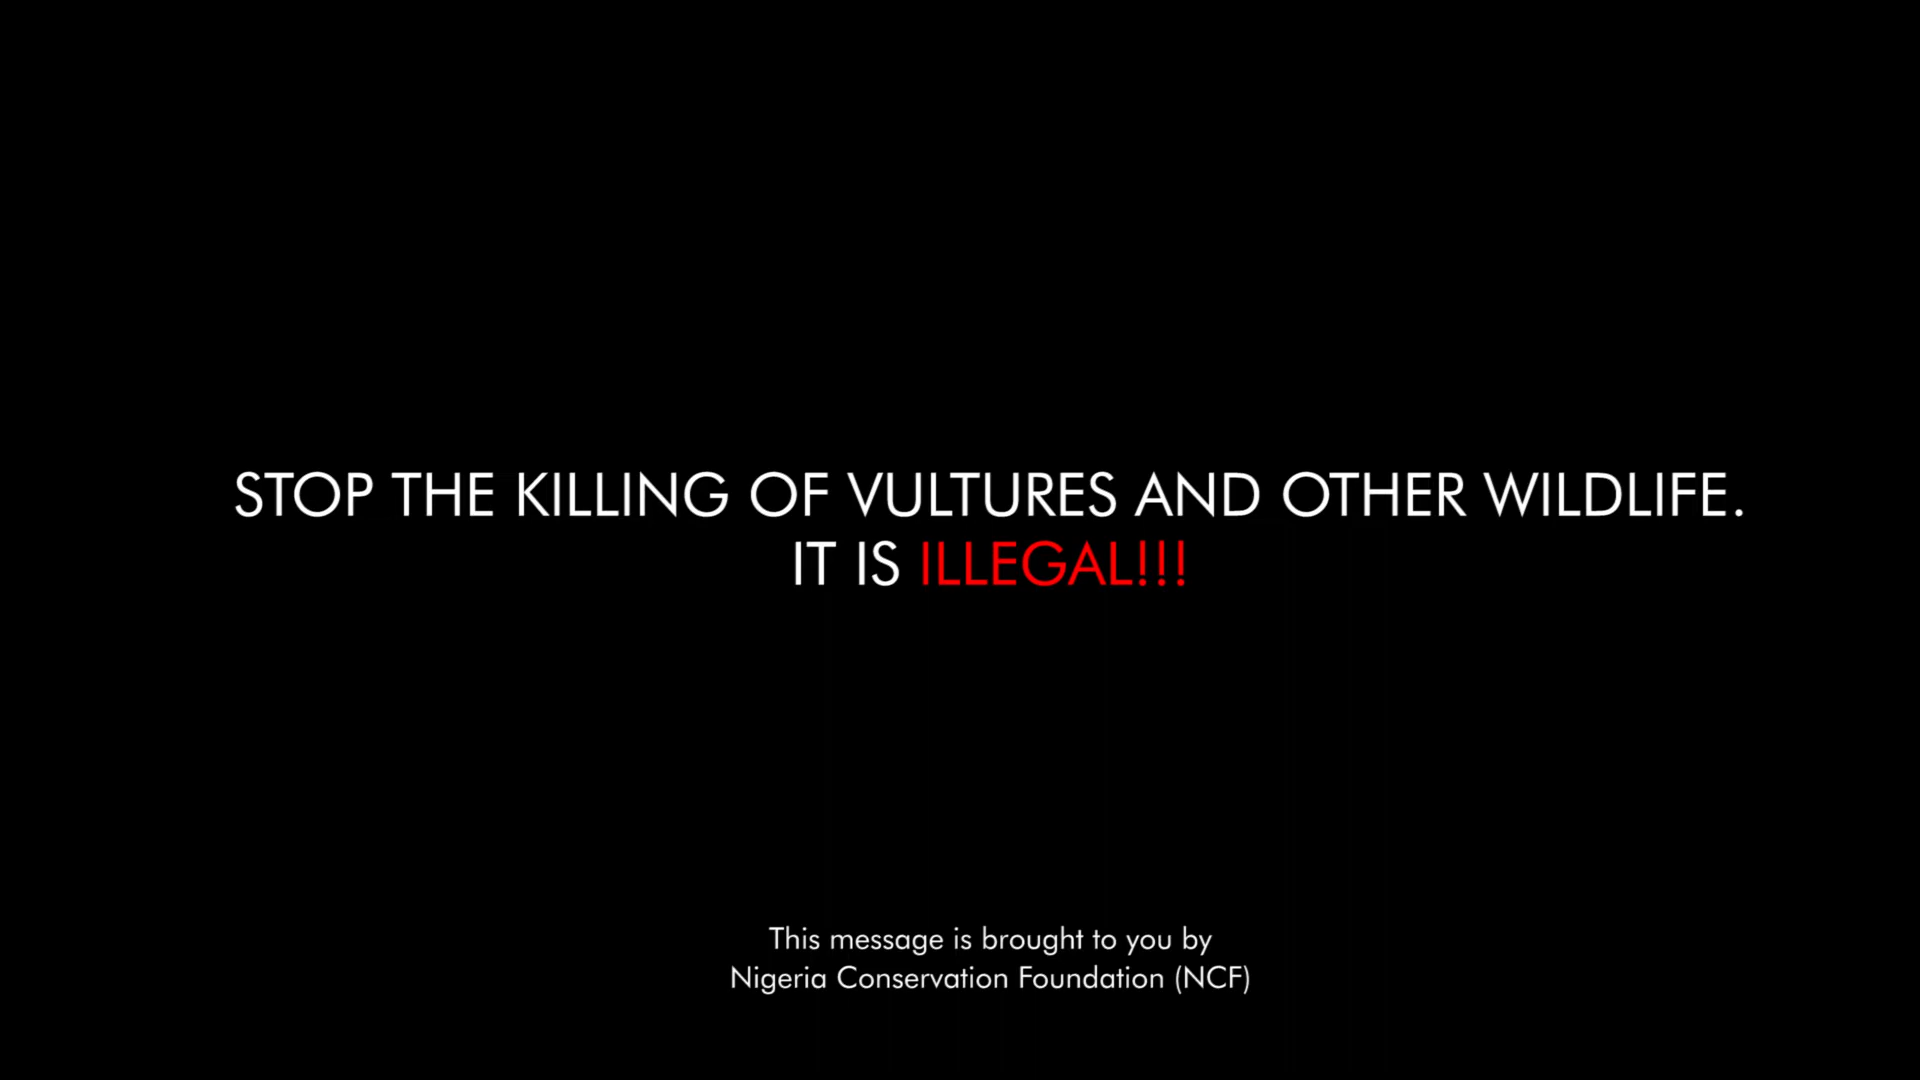 STOP THE KILLING OF VULTURES AND OTHER WILDLIFE.
IT IS ILLEGAL!!!
This message is brought to you by
Nigeria Conservation Foundation (NCF)